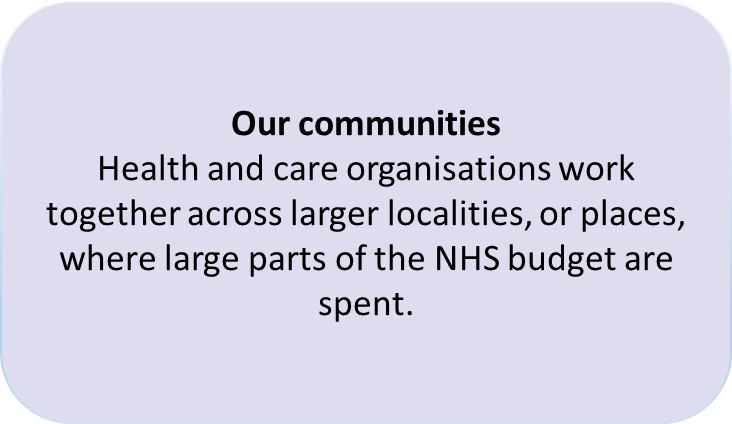 Our communities
Health and care organisations work
together across larger localities, or places,
where large parts of the NHS budget are
spent.